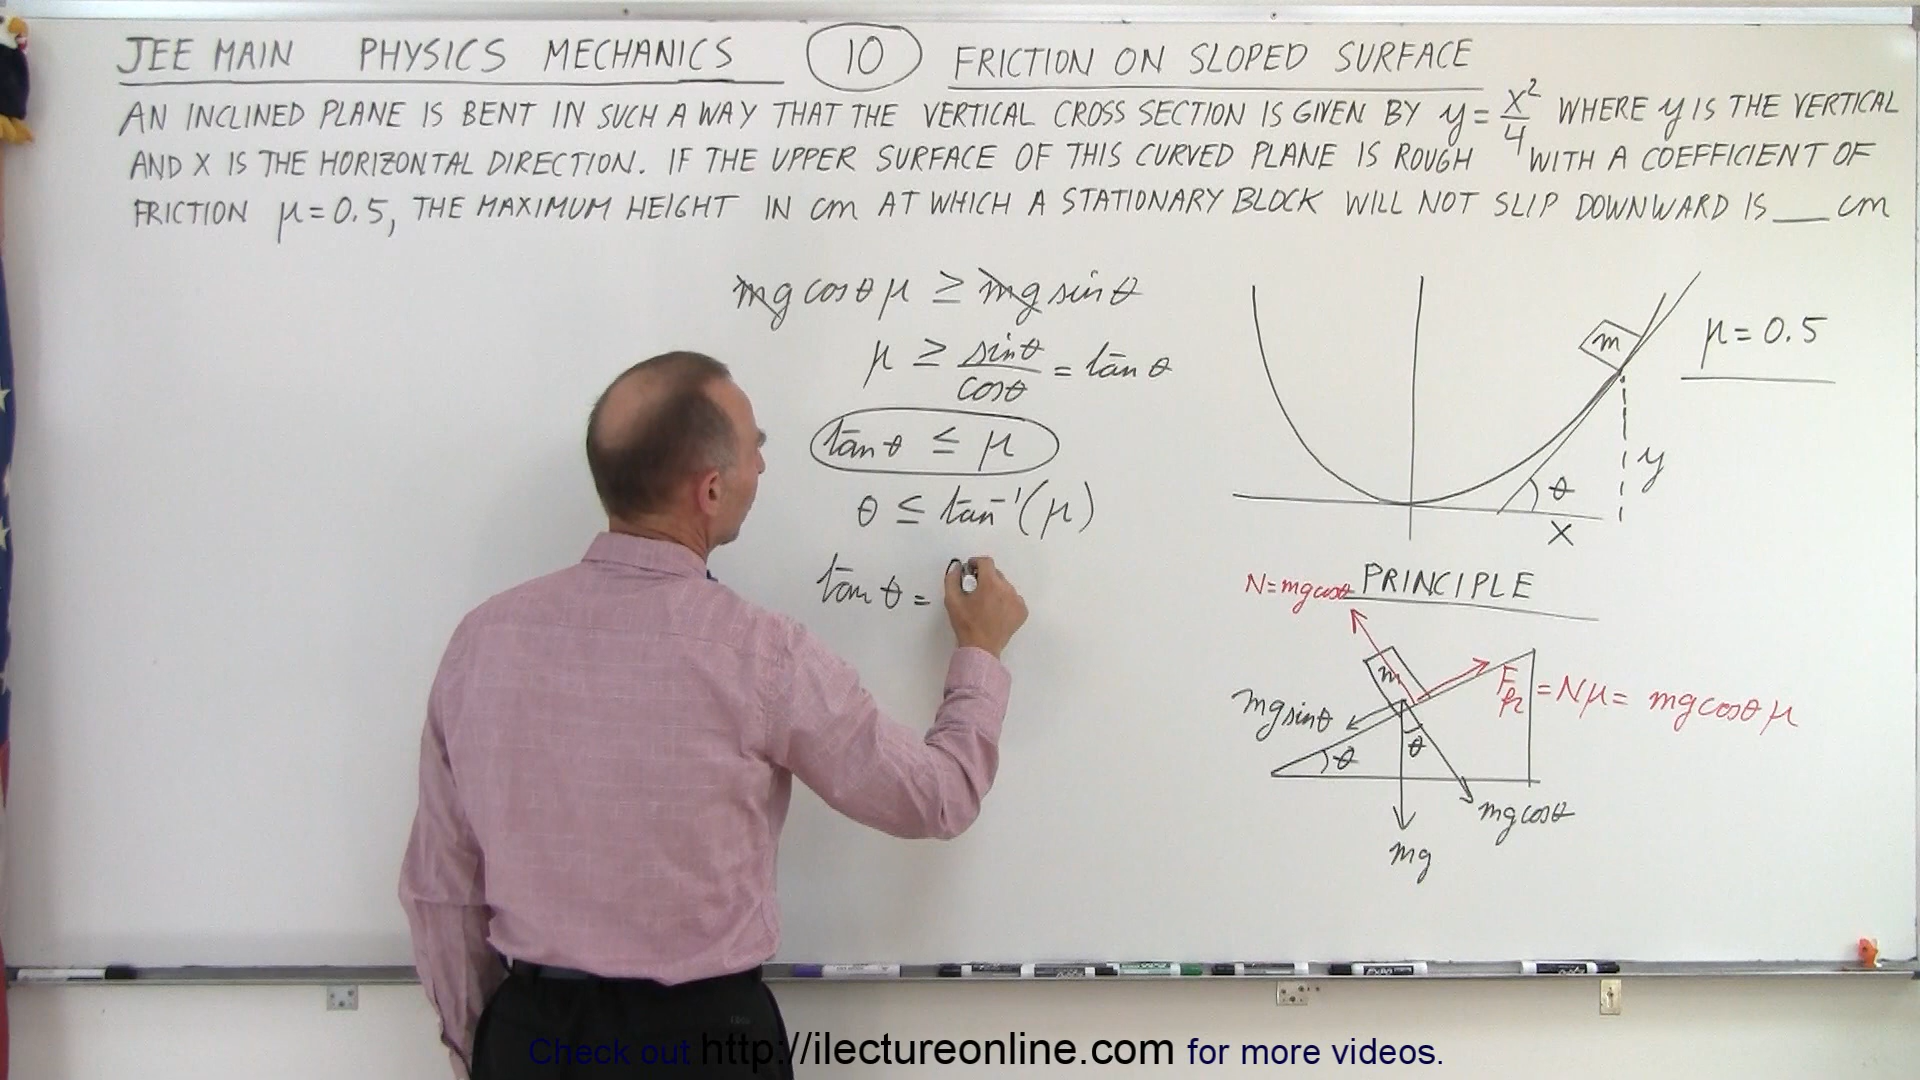 JEE MAIN PHYSICS MECHANICS 10 FRICTION ON SLOPED SURFACE
AN INCLINED PLANE IS BENT IN SUCH A WAY THAT THE VERTICAL CROSS SECTION IS GIVEN BY y = x²/4 WHERE y IS THE VERTICAL
AND X IS THE HORIZONTAL DIRECTION. IF THE UPPER SURFACE OF THIS CURVED PLANE IS ROUGH WITH A COEFFICIENT OF
FRICTION μ = 0.5, THE MAXIMUM HEIGHT IN cm AT WHICH A STATIONARY BLOCK WILL NOT SLIP DOWNWARD IS ___ cm
mg cosθ μ ≥ mg sinθ
μ ≥ sinθ/cosθ = tanθ
tanθ ≤ μ
θ ≤ tan⁻¹(μ)
tanθ =
m
μ = 0.5
y
θ
X
PRINCIPLE
N = mg cosθ
m
Ffr = Nμ = mg cosθ μ
mg sinθ
θ
θ
mg cosθ
mg
Check out http://ilectureonline.com for more videos.